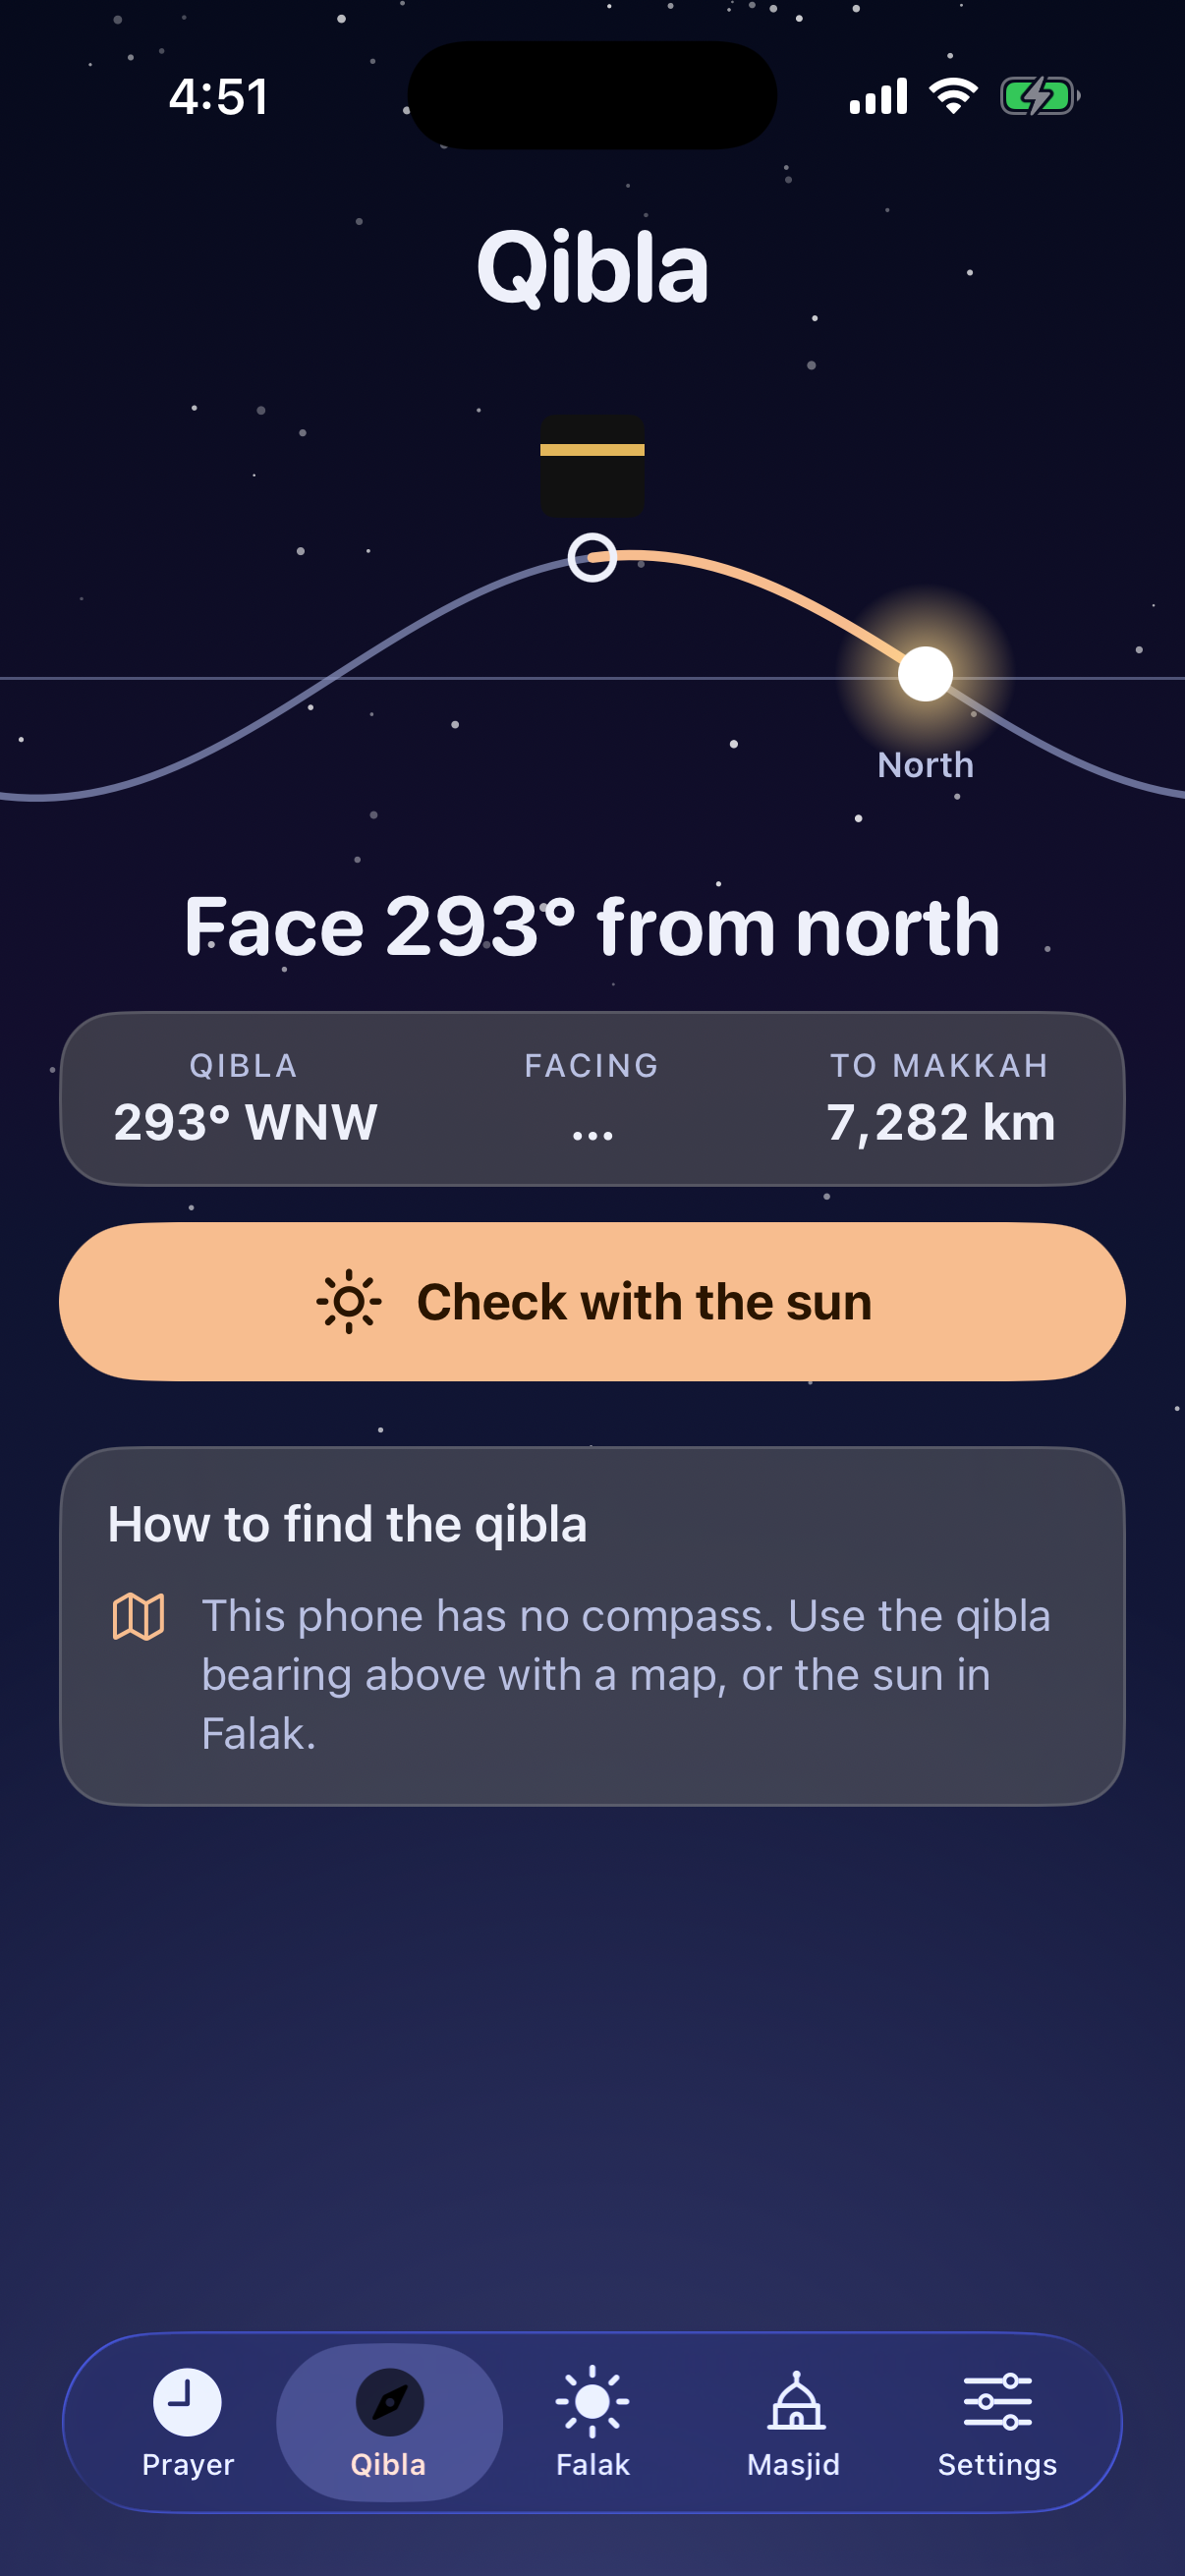 4:51
Qibla
North
Face 293° from north
QIBLA FACING TO MAKKAH
293° WNW ... 7,282 km
Check with the sun
How to find the qibla
This phone has no compass. Use the qibla
bearing above with a map, or the sun in
Falak.
Prayer Qibla Falak Masjid Settings